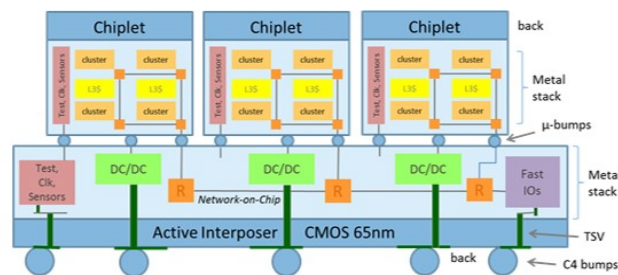 Chiplet
Chiplet
Chiplet
back
Test, Clk, Sensors
cluster
cluster
L3$
L3$
cluster
cluster
Test, Clk, Sensors
cluster
cluster
L3$
L3$
cluster
cluster
Test, Clk, Sensors
cluster
cluster
L3$
L3$
cluster
cluster
Metal
stack
μ-bumps
Test,
Clk,
Sensors
DC/DC
DC/DC
DC/DC
R
R
R
Fast
IOs
Network-on-Chip
Metal
stack
Active Interposer CMOS 65nm
TSV
back
C4 bumps